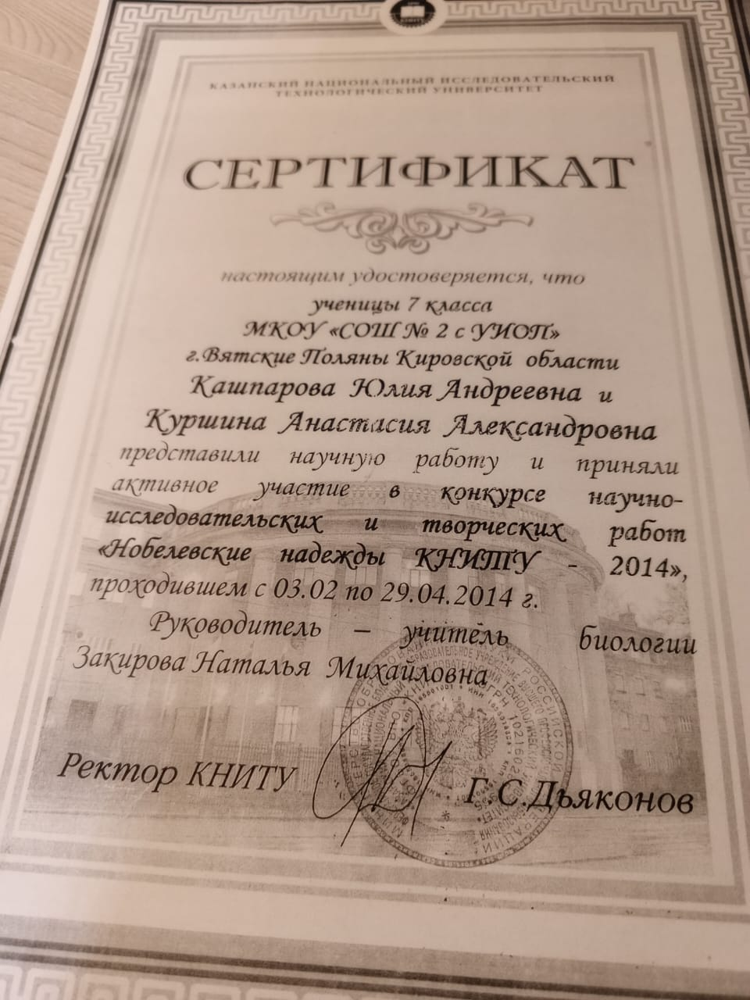 КАЗАНСКИЙ НАЦИОНАЛЬНЫЙ ИССЛЕДОВАТЕЛЬСКИЙ
ТЕХНОЛОГИЧЕСКИЙ УНИВЕРСИТЕТ
СЕРТИФИКАТ
настоящим удостоверяется, что
ученицы 7 класса
МКОУ «СОШ № 2 с УИОП»
г.Вятские Поляны Кировской области
Кашпарова Юлия Андреевна и
Куршина Анастасия Александровна
представили научную работу и приняли
активное участие в конкурсе научно-
исследовательских и творческих работ
«Нобелевские надежды КНИТУ - 2014»,
проходившем с 03.02 по 29.04.2014 г.
Руководитель – учитель биологии
Закирова Наталья Михайловна
Ректор КНИТУ Г.С.Дьяконов